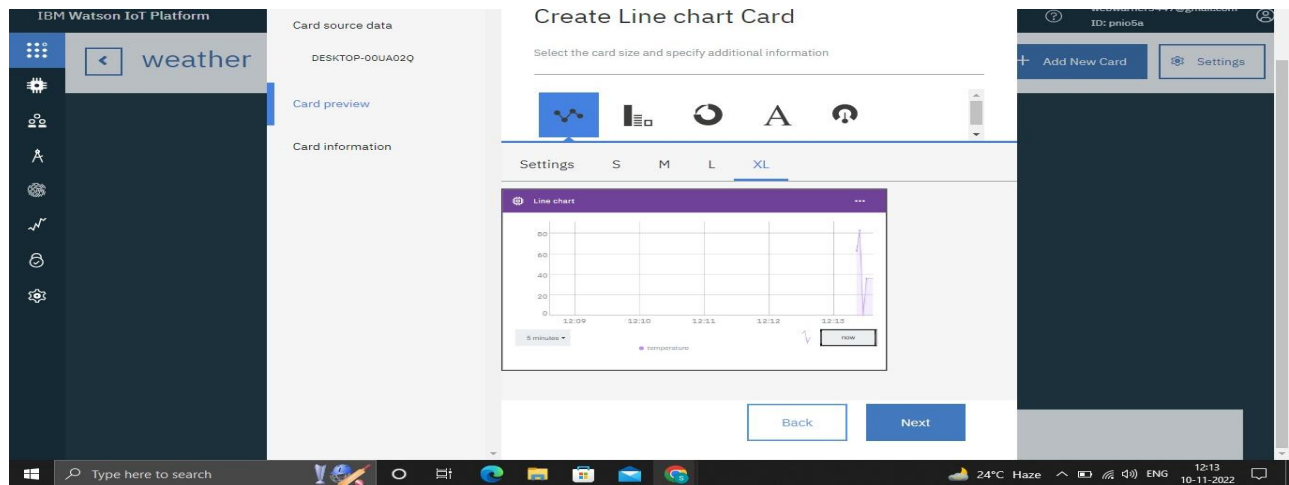 IBM Watson IoT Platform
ID: pnio5a
weather
Add New Card
Settings
Card source data
DESKTOP-00UA02Q
Card preview
Card information
Create Line chart Card
Select the card size and specify additional information
A
Settings S M L XL
Line chart
80
60
40
20
0
12:09 12:10 12:11 12:12 12:13
5 minutes
now
temperature
Back
Next
Type here to search
24°C Haze
ENG
12:13
10-11-2022